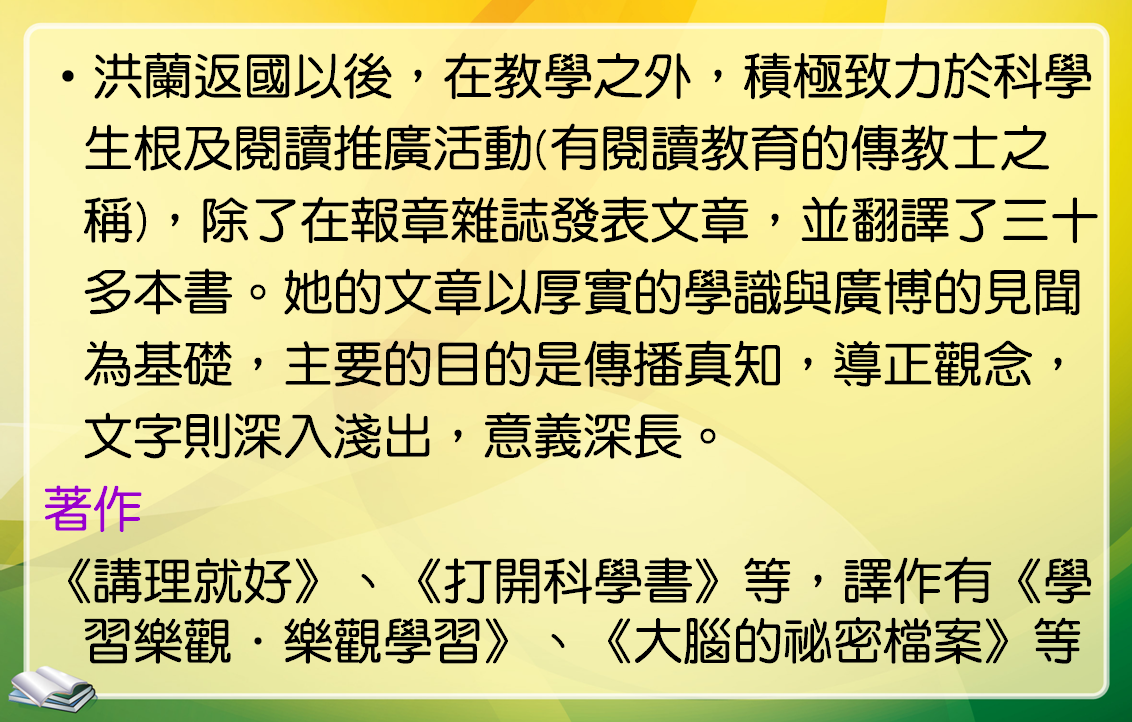 •洪蘭返國以後，在教學之外，積極致力於科學
生根及閱讀推廣活動(有閱讀教育的傳教士之
稱)，除了在報章雜誌發表文章，並翻譯了三十
多本書。她的文章以厚實的學識與廣博的見聞
為基礎，主要的目的是傳播真知，導正觀念，
文字則深入淺出，意義深長。
著作
《講理就好》、《打開科學書》等，譯作有《學
習樂觀．樂觀學習》、《大腦的祕密檔案》等